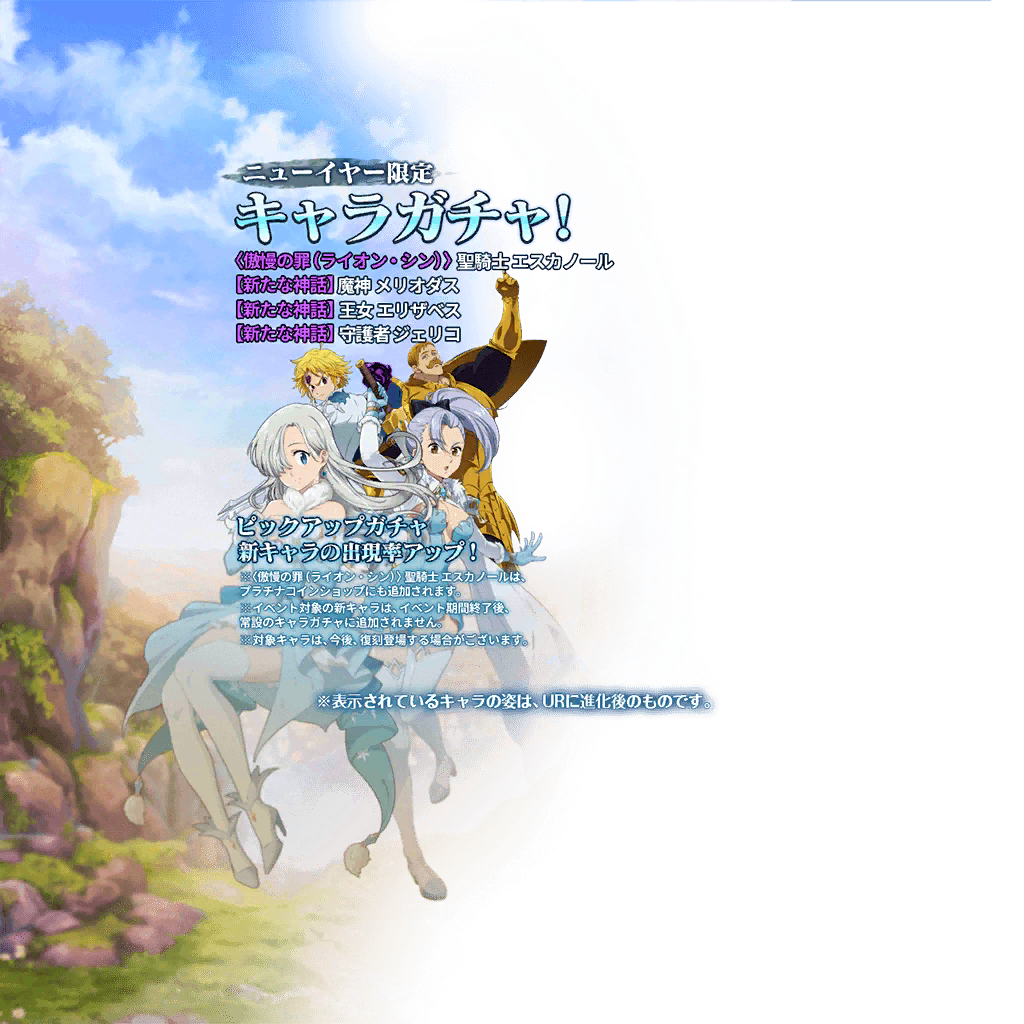 ニューイヤー限定
キャラガチャ!
〈傲慢の罪(ライオン・シン)〉聖騎士 エスカノール
【新たな神話】魔神 メリオダス
【新たな神話】王女 エリザベス
【新たな神話】守護者 ジェリコ
ピックアップガチャ
新キャラの出現率アップ!
※〈傲慢の罪(ライオン・シン)〉聖騎士 エスカノールは、
プラチナコインショップにも追加されます。
※イベント対象の新キャラは、イベント期間終了後、
常設のキャラガチャに追加されません。
※対象キャラは、今後、復刻登場する場合がございます。
※表示されているキャラの姿は、URに進化後のものです。